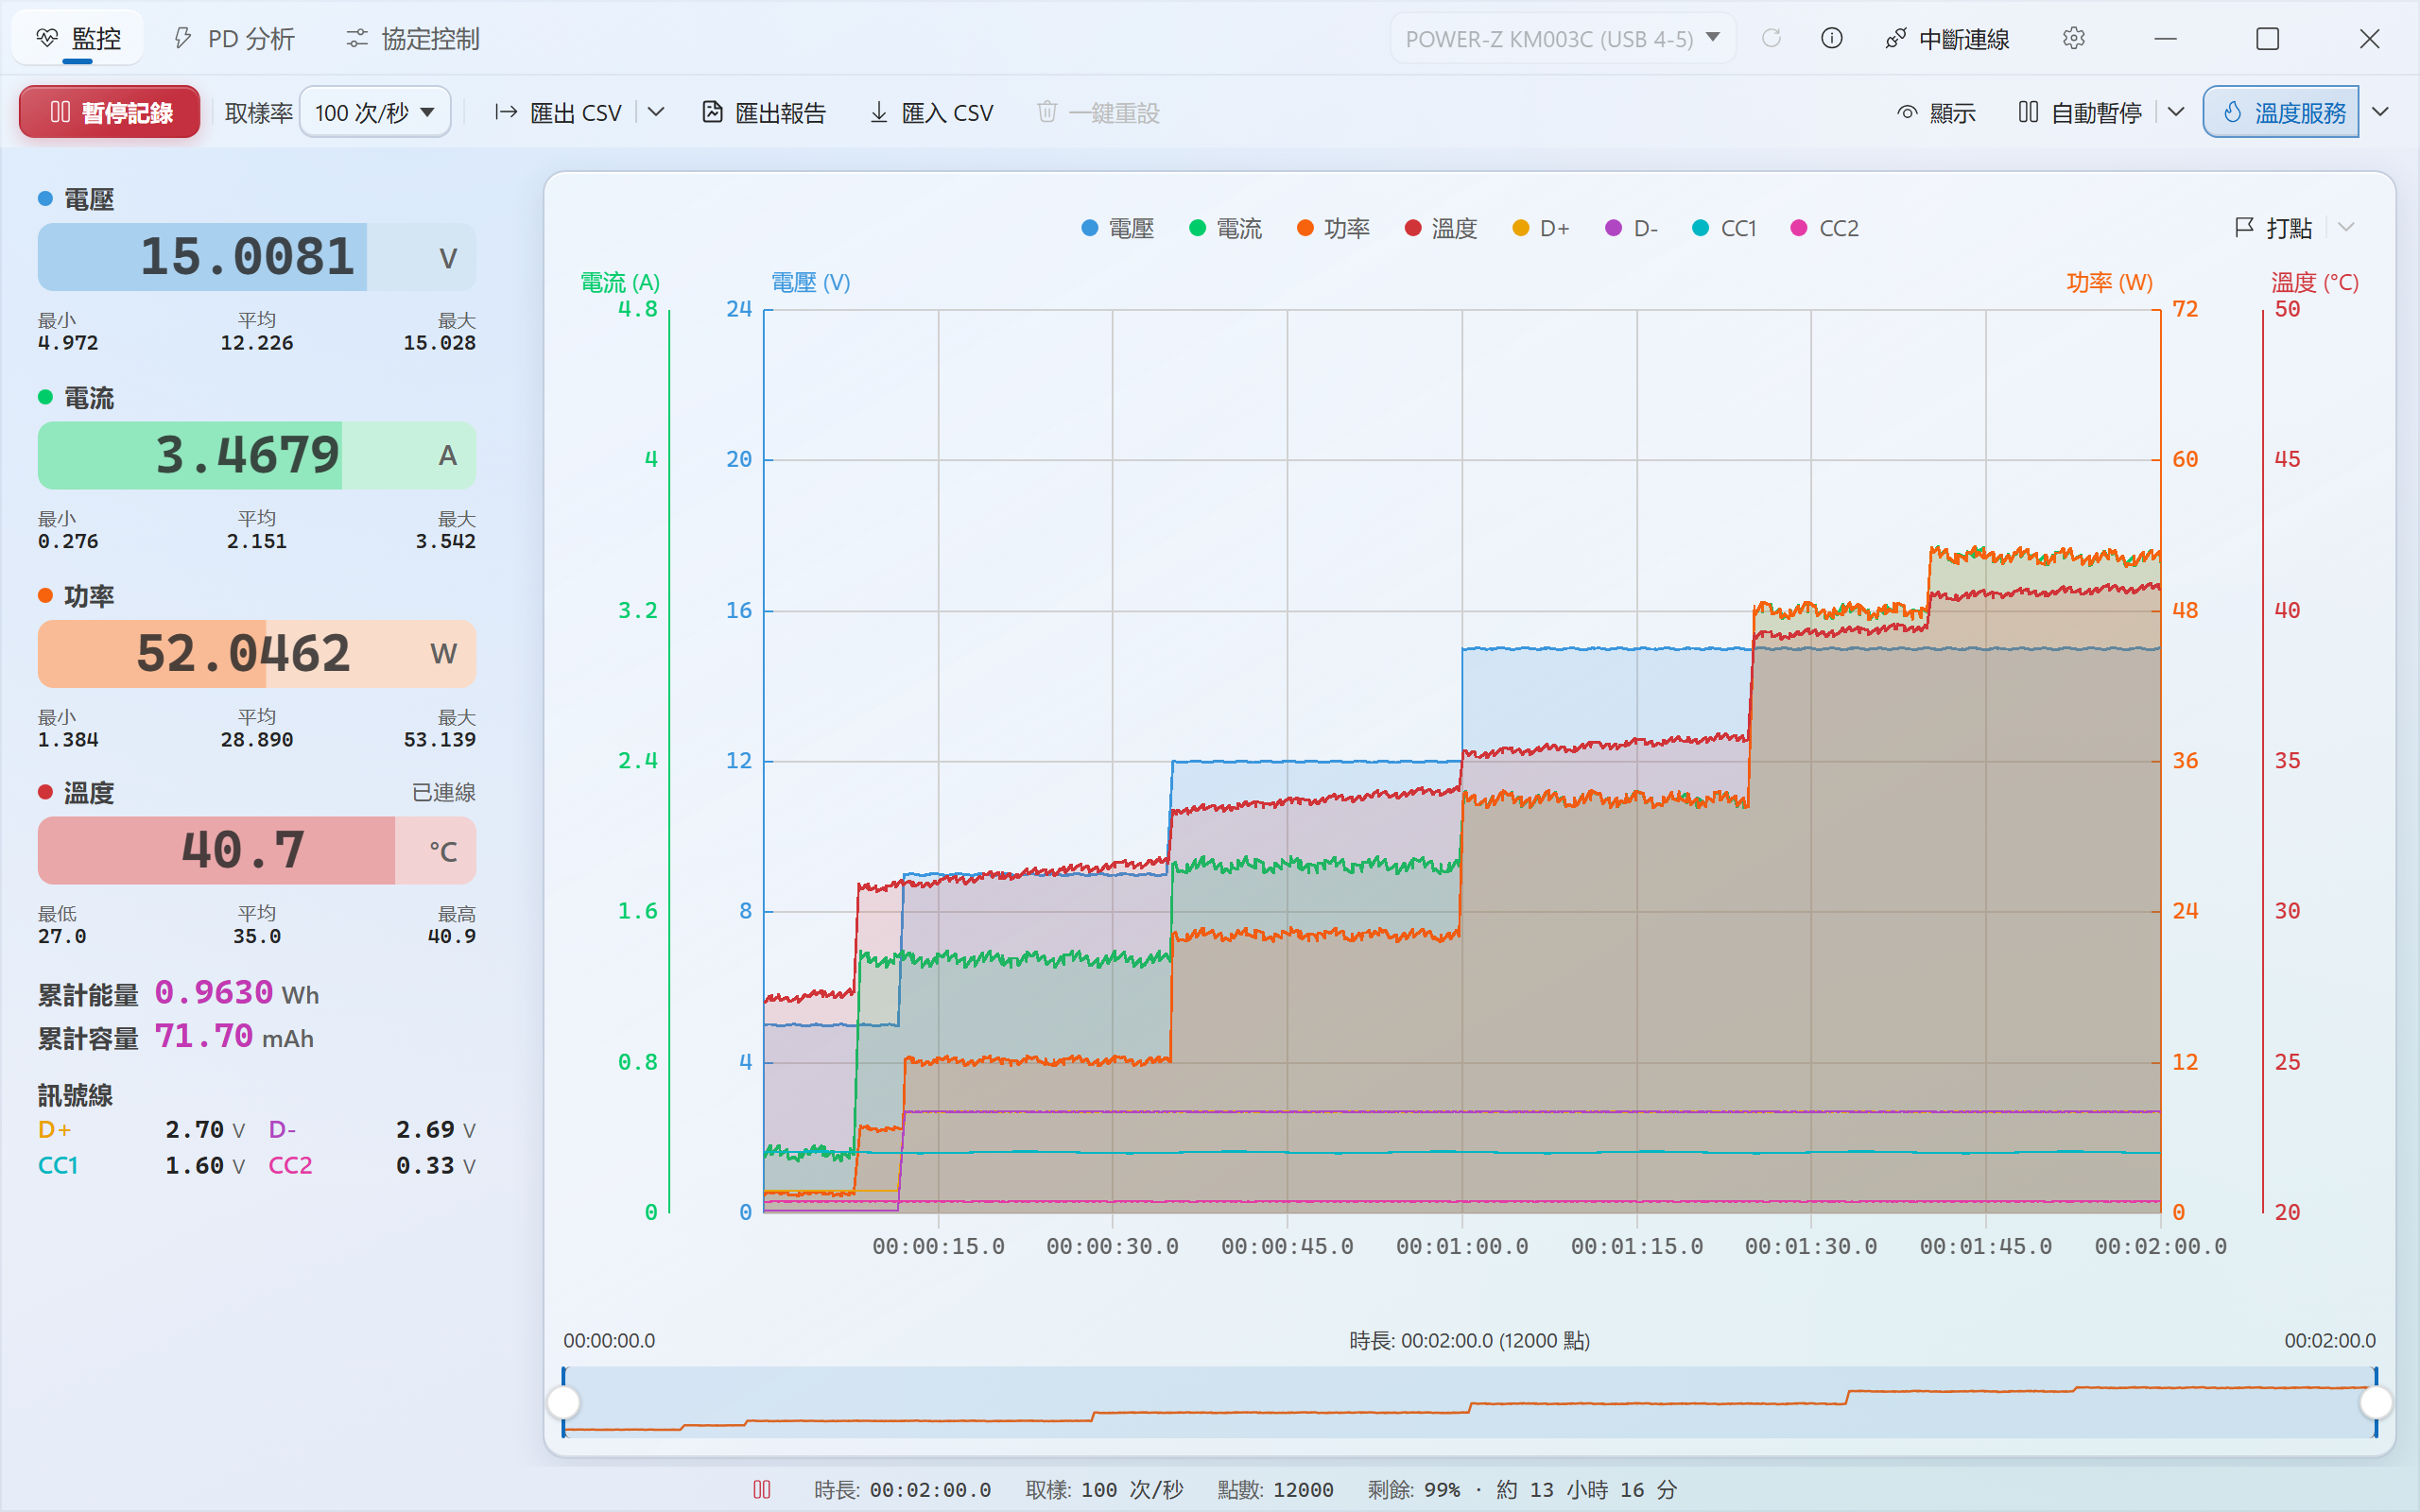 監控 PD 分析 協定控制 POWER-Z KM003C (USB 4-5) 中斷連線
暫停記錄 取樣率 100 次/秒 匯出 CSV 匯出報告 匯入 CSV 一鍵重設 顯示 自動暫停 溫度服務
電壓
15.0081 V
最小 平均 最大
4.972 12.226 15.028
電流
3.4679 A
最小 平均 最大
0.276 2.151 3.542
功率
52.0462 W
最小 平均 最大
1.384 28.890 53.139
溫度 已連線
40.7 °C
最低 平均 最高
27.0 35.0 40.9
累計能量 0.9630 Wh
累計容量 71.70 mAh
訊號線
D+ 2.70 V D- 2.69 V
CC1 1.60 V CC2 0.33 V
電壓 電流 功率 溫度 D+ D- CC1 CC2 打點
電流 (A) 電壓 (V) 功率 (W) 溫度 (°C)
4.8 24 72 50
4 20 60 45
3.2 16 48 40
2.4 12 36 35
1.6 8 24 30
0.8 4 12 25
0 0 0 20
00:00:15.0 00:00:30.0 00:00:45.0 00:01:00.0 00:01:15.0 00:01:30.0 00:01:45.0 00:02:00.0
00:00:00.0 時長: 00:02:00.0 (12000 點) 00:02:00.0
時長: 00:02:00.0 取樣: 100 次/秒 點數: 12000 剩餘: 99% · 約 13 小時 16 分